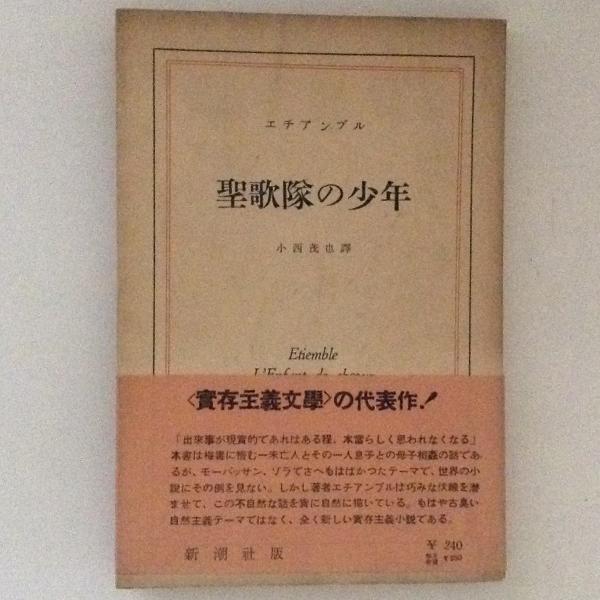 エチアンブル
聖歌隊の少年
小西茂也譯
Etiemble
L'Enfant de chœur
〈實存主義文學〉の代表作!
「出來事が現實的であればある程、本當らしく思われなくなる」
本書は梅毒に悩む一未亡人とその一人息子との母子相姦の話であ
るが、モーパッサン、ゾラでさへもはばかつたテーマで、世界の小
説にその例を見ない。しかし著者エチアンブルは巧みな伏線を潜
ませて、この不自然な話を實に自然に描いている。もはや古臭い
自然主義テーマではなく、全く新しい實存主義小説である。
新潮社版
¥ 240
¥ 250